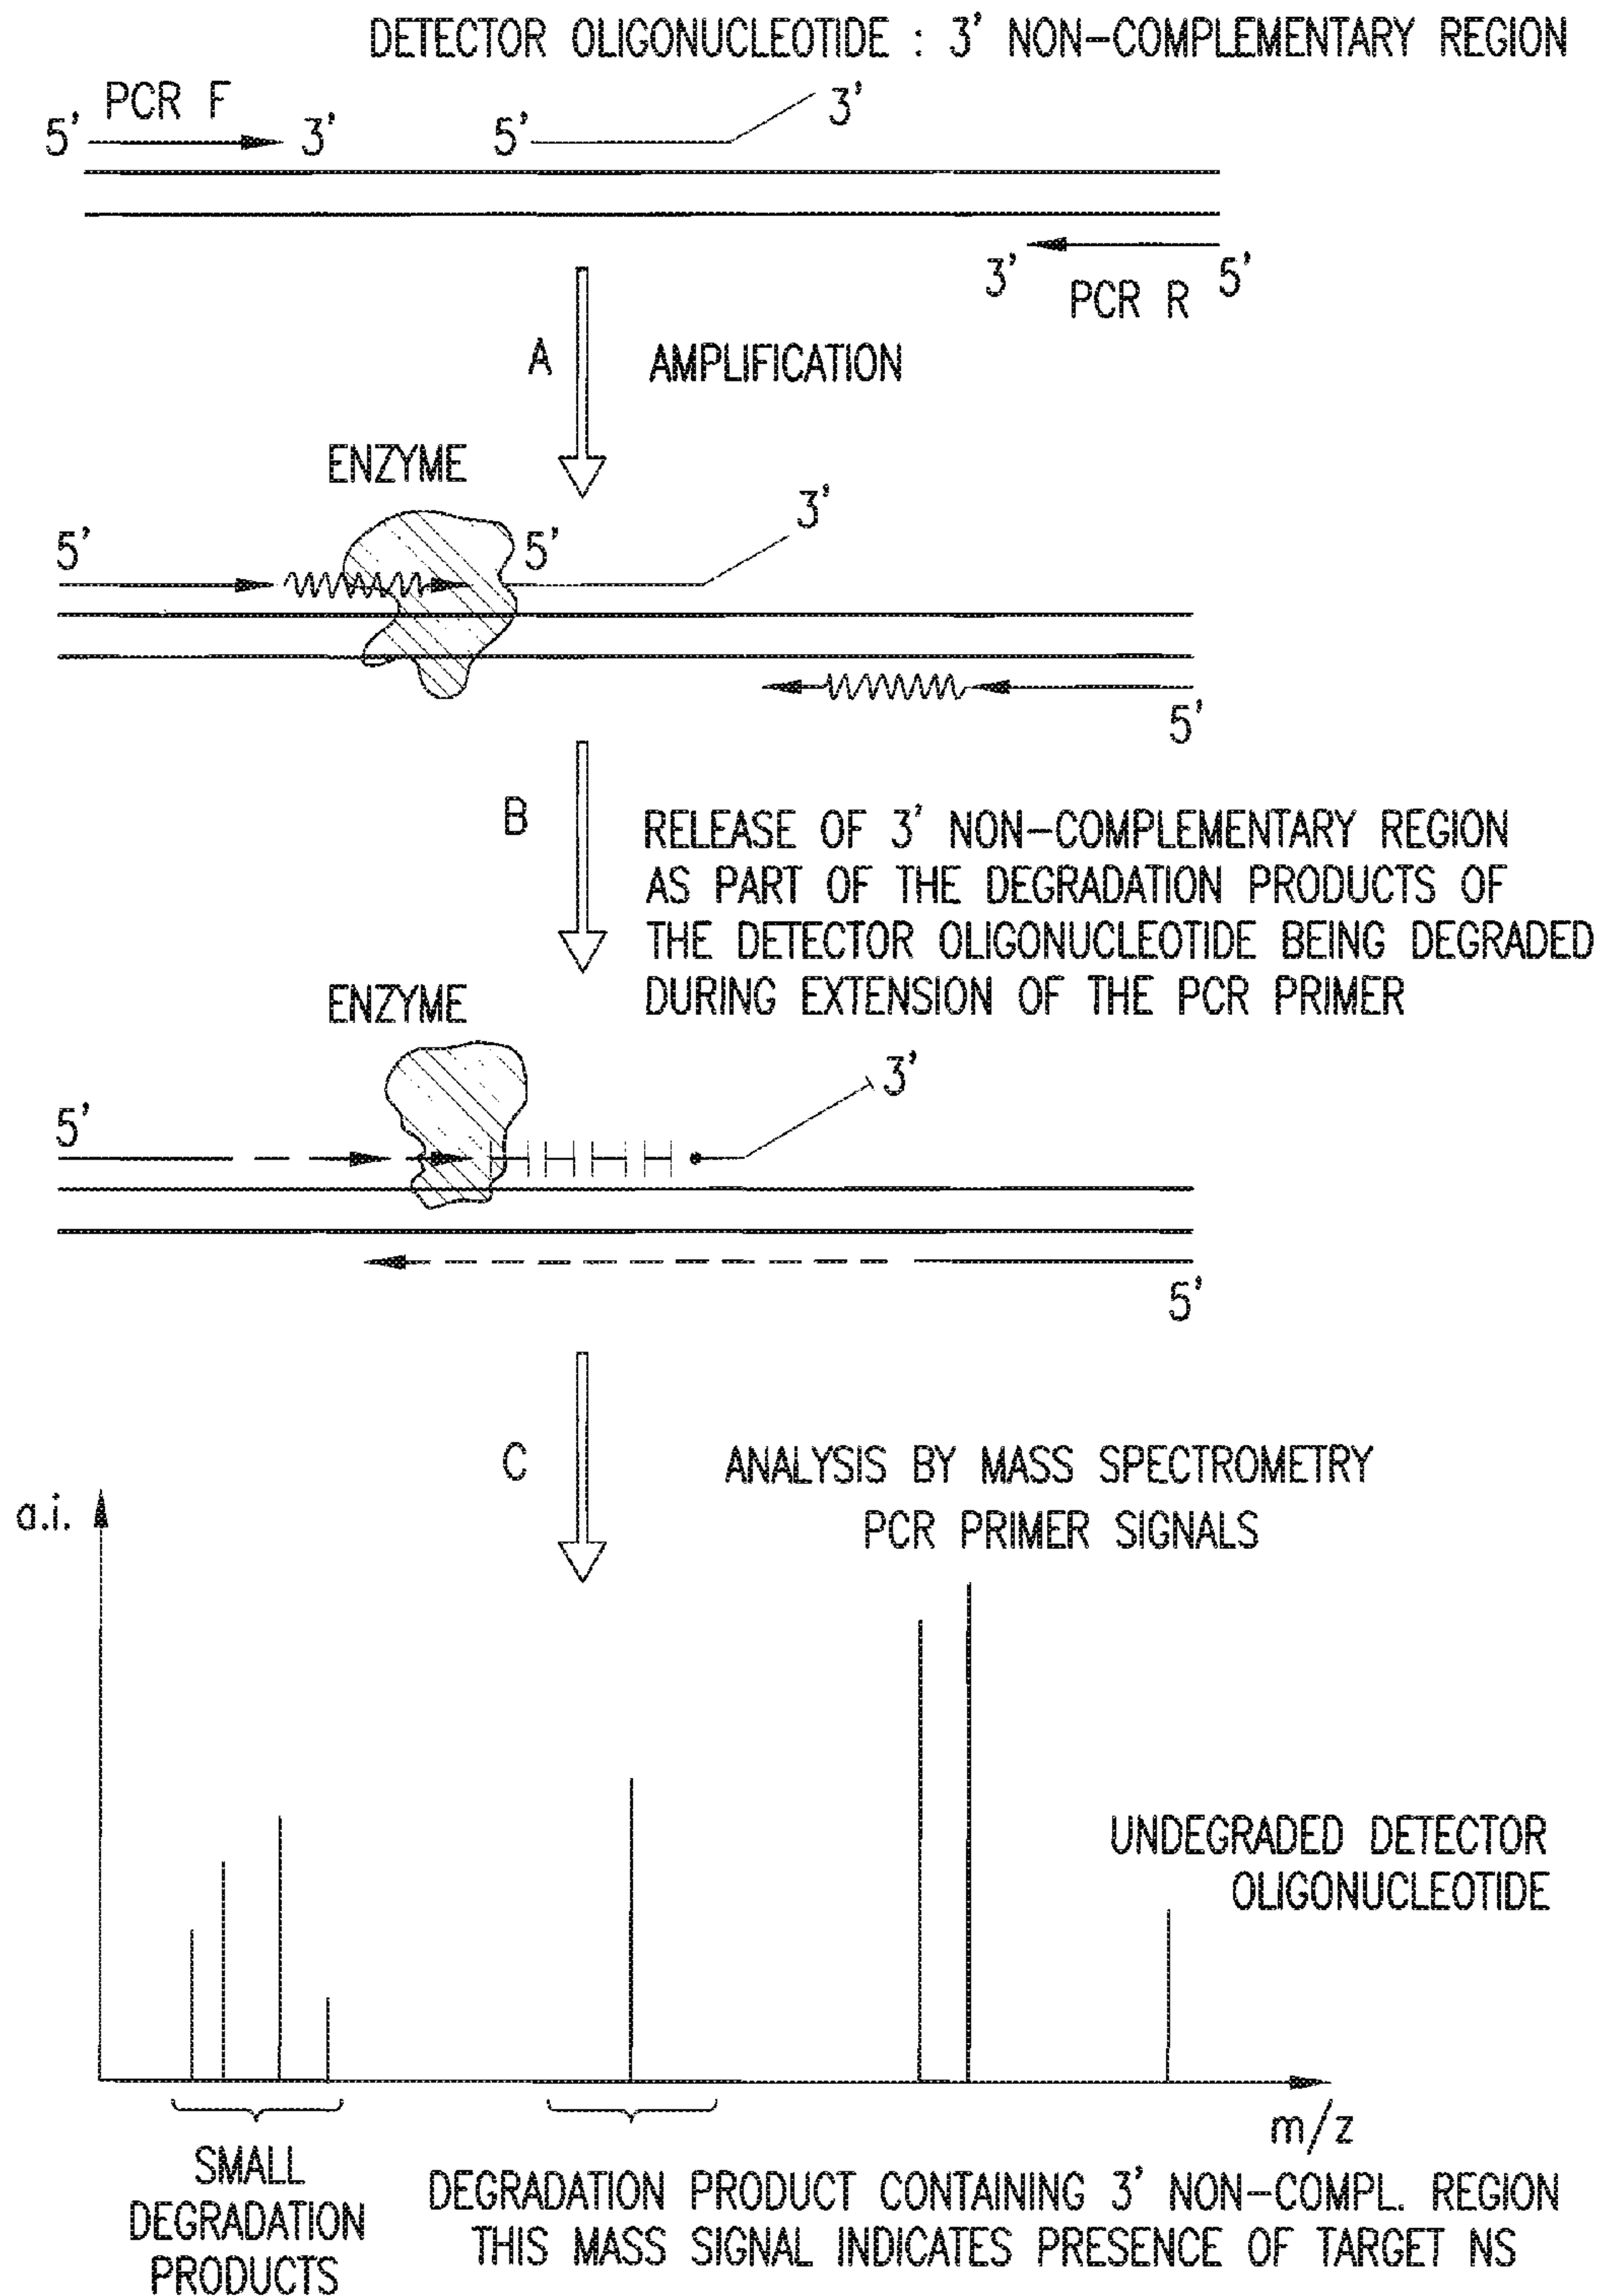 DETECTOR OLIGONUCLEOTIDE : 3' NON-COMPLEMENTARY REGION
PCR F
5' 3' 5' 3'
3' 5'
PCR R
A AMPLIFICATION
ENZYME
5' 5' 3'
5'
B
RELEASE OF 3' NON-COMPLEMENTARY REGION
AS PART OF THE DEGRADATION PRODUCTS OF
THE DETECTOR OLIGONUCLEOTIDE BEING DEGRADED
DURING EXTENSION OF THE PCR PRIMER
ENZYME
5' 3'
5'
C
ANALYSIS BY MASS SPECTROMETRY
PCR PRIMER SIGNALS
a.i.
UNDEGRADED DETECTOR
OLIGONUCLEOTIDE
m/z
SMALL
DEGRADATION
PRODUCTS
DEGRADATION PRODUCT CONTAINING 3' NON-COMPL. REGION
THIS MASS SIGNAL INDICATES PRESENCE OF TARGET NS